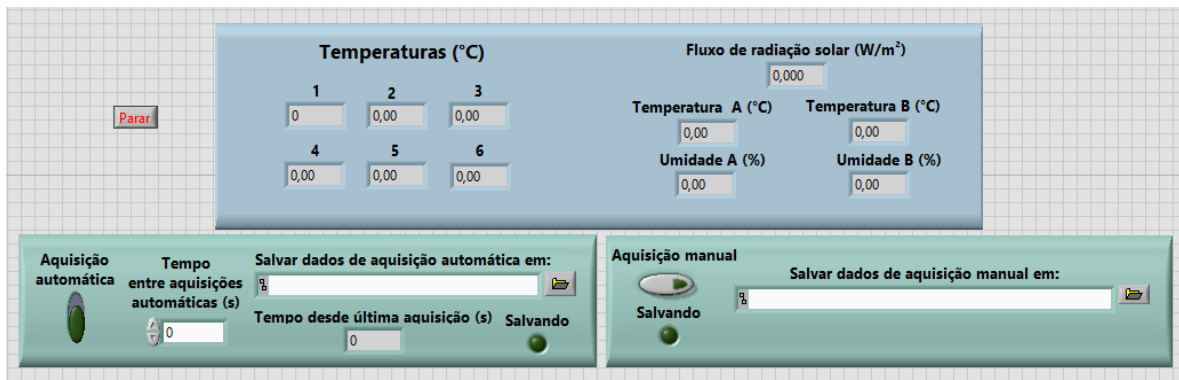 Temperaturas (°C)
1 2 3
0 0,00 0,00
4 5 6
0,00 0,00 0,00
Fluxo de radiação solar (W/m²)
0,000
Temperatura A (°C) Temperatura B (°C)
0,00 0,00
Umidade A (%) Umidade B (%)
0,00 0,00
Parar
Aquisição
automática
Tempo
entre aquisições
automáticas (s)
0
Salvar dados de aquisição automática em:
Tempo desde última aquisição (s)
0
Salvando
Aquisição manual
Salvando
Salvar dados de aquisição manual em: